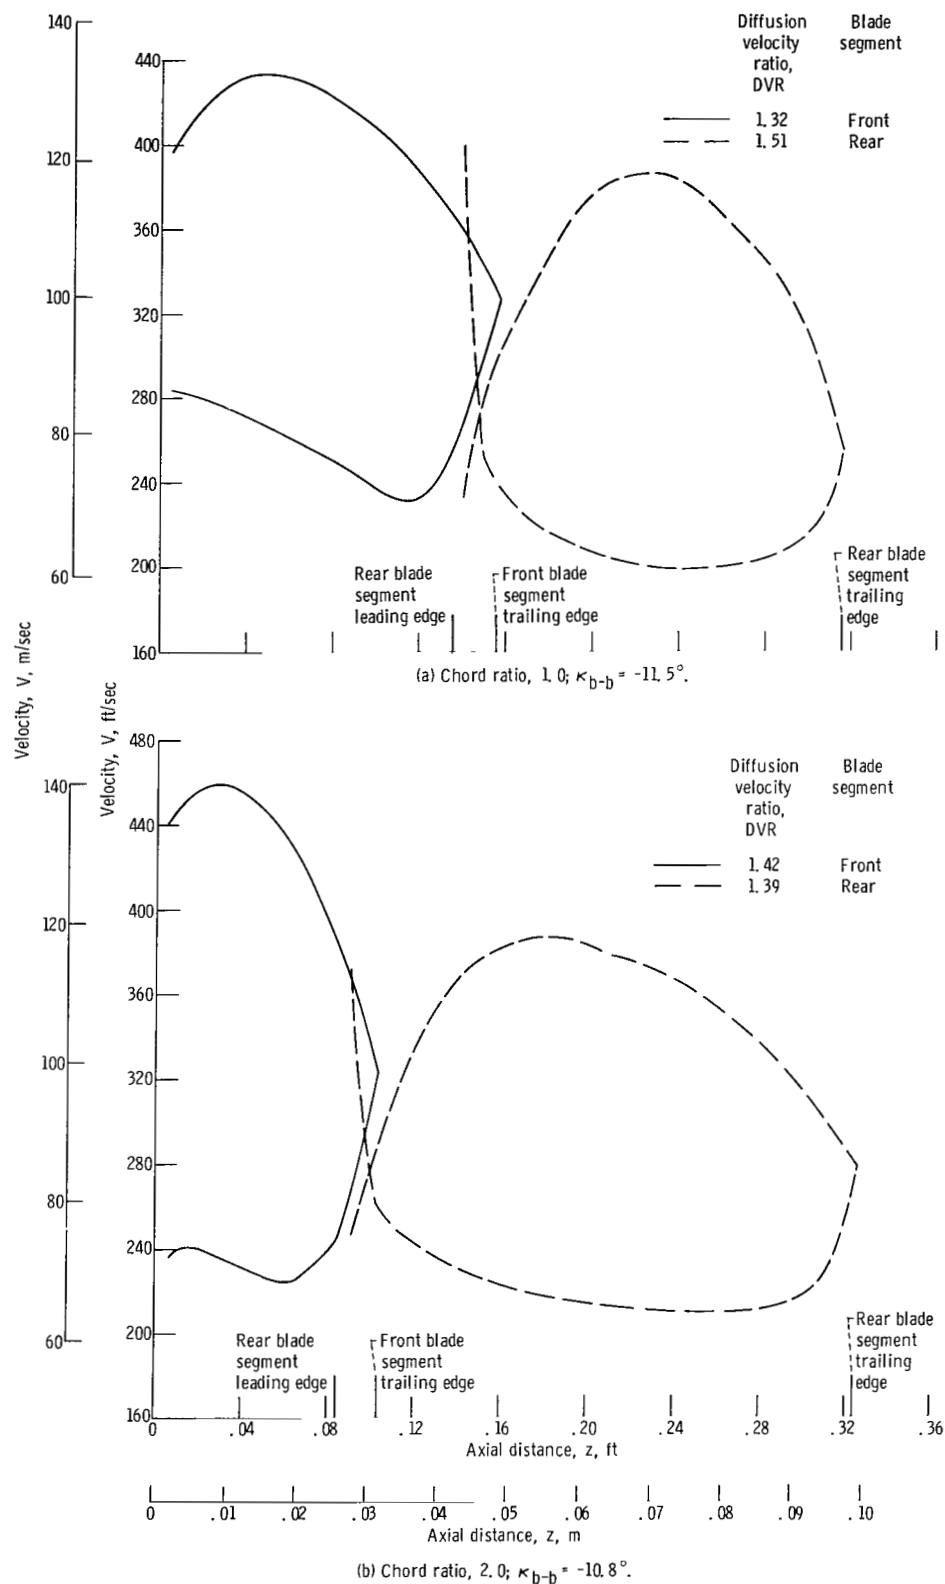 140
120
100
80
60
Velocity, V, m/sec
440
400
360
320
280
240
200
160
Velocity, V, ft/sec
Diffusion velocity ratio, DVR
Blade segment
1.32 Front
1.51 Rear
Rear blade segment leading edge
Front blade segment trailing edge
Rear blade segment trailing edge
(a) Chord ratio, 1.0; κb-b = -11.5°.
480
440
400
360
320
280
240
200
160
140
120
100
80
60
Diffusion velocity ratio, DVR
Blade segment
1.42 Front
1.39 Rear
Rear blade segment leading edge
Front blade segment trailing edge
Rear blade segment trailing edge
0 .04 .08 .12 .16 .20 .24 .28 .32 .36
Axial distance, z, ft
0 .01 .02 .03 .04 .05 .06 .07 .08 .09 .10
Axial distance, z, m
(b) Chord ratio, 2.0; κb-b = -10.8°.